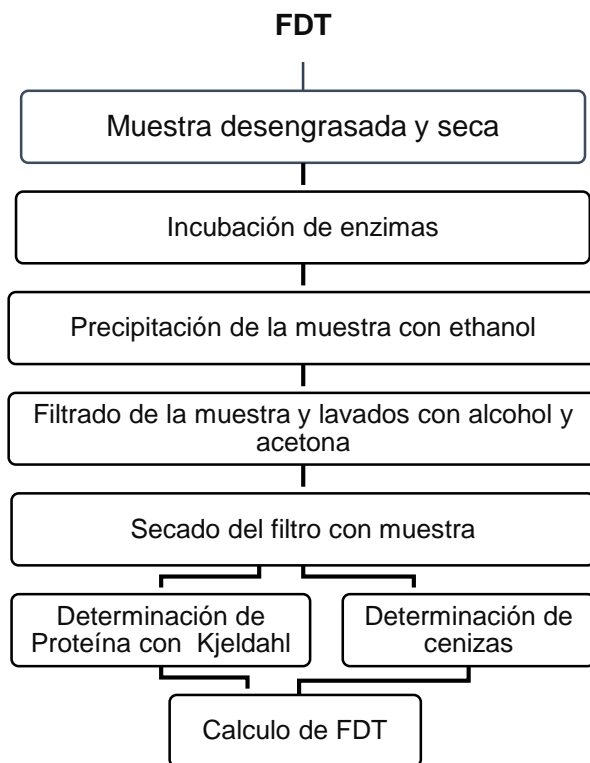 FDT
Muestra desengrasada y seca
Incubación de enzimas
Precipitación de la muestra con ethanol
Filtrado de la muestra y lavados con alcohol y
acetona
Secado del filtro con muestra
Determinación de
Proteína con Kjeldahl
Determinación de
cenizas
Calculo de FDT